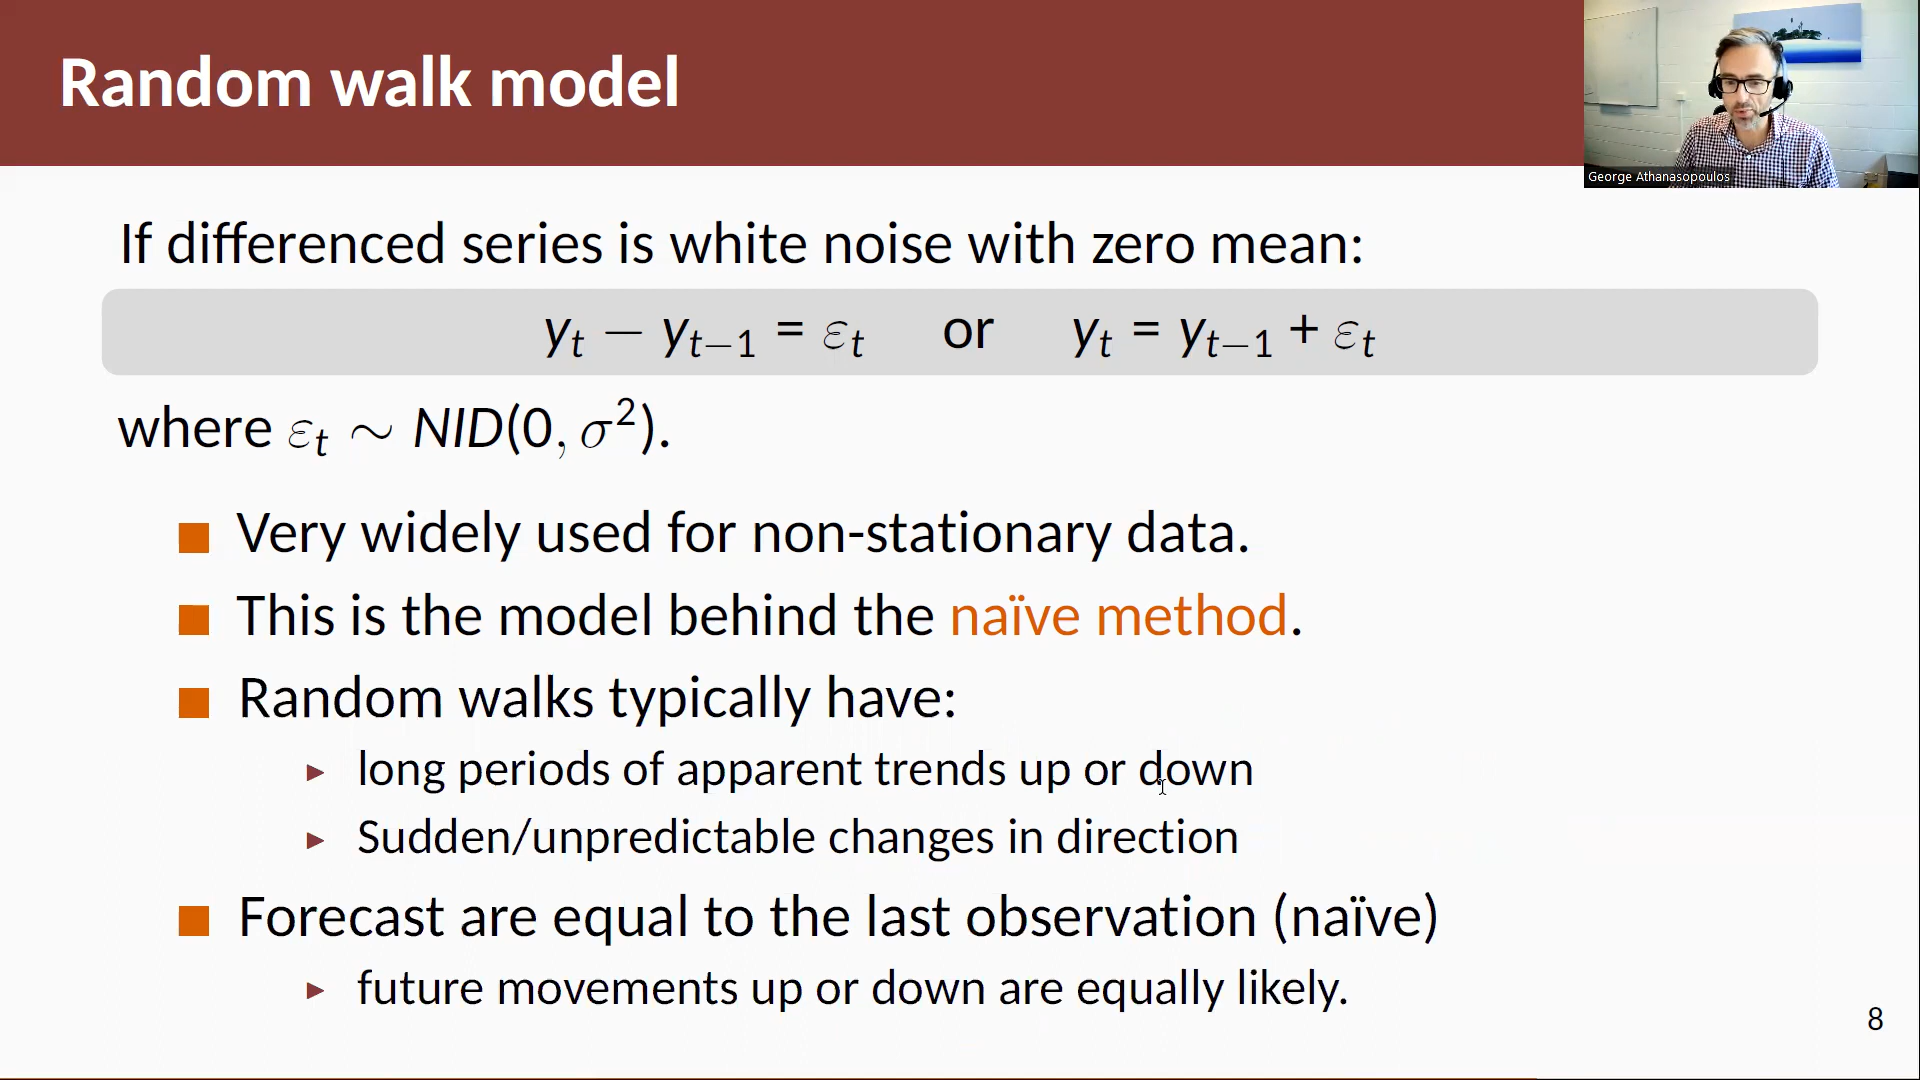 Random walk model
George Athanasopoulos
If differenced series is white noise with zero mean:
yₜ − yₜ₋₁ = εₜ or yₜ = yₜ₋₁ + εₜ
where εₜ ∼ NID(0, σ²).
■ Very widely used for non-stationary data.
■ This is the model behind the naïve method.
■ Random walks typically have:
▶ long periods of apparent trends up or down
▶ Sudden/unpredictable changes in direction
■ Forecast are equal to the last observation (naïve)
▶ future movements up or down are equally likely.
8